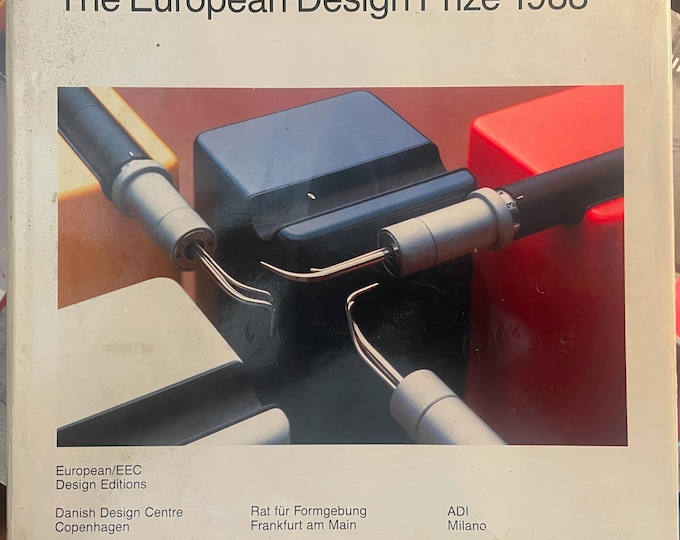 The European Design Prize 1988
European/EEC
Design Editions
Danish Design Centre
Copenhagen
Rat für Formgebung
Frankfurt am Main
ADI
Milano